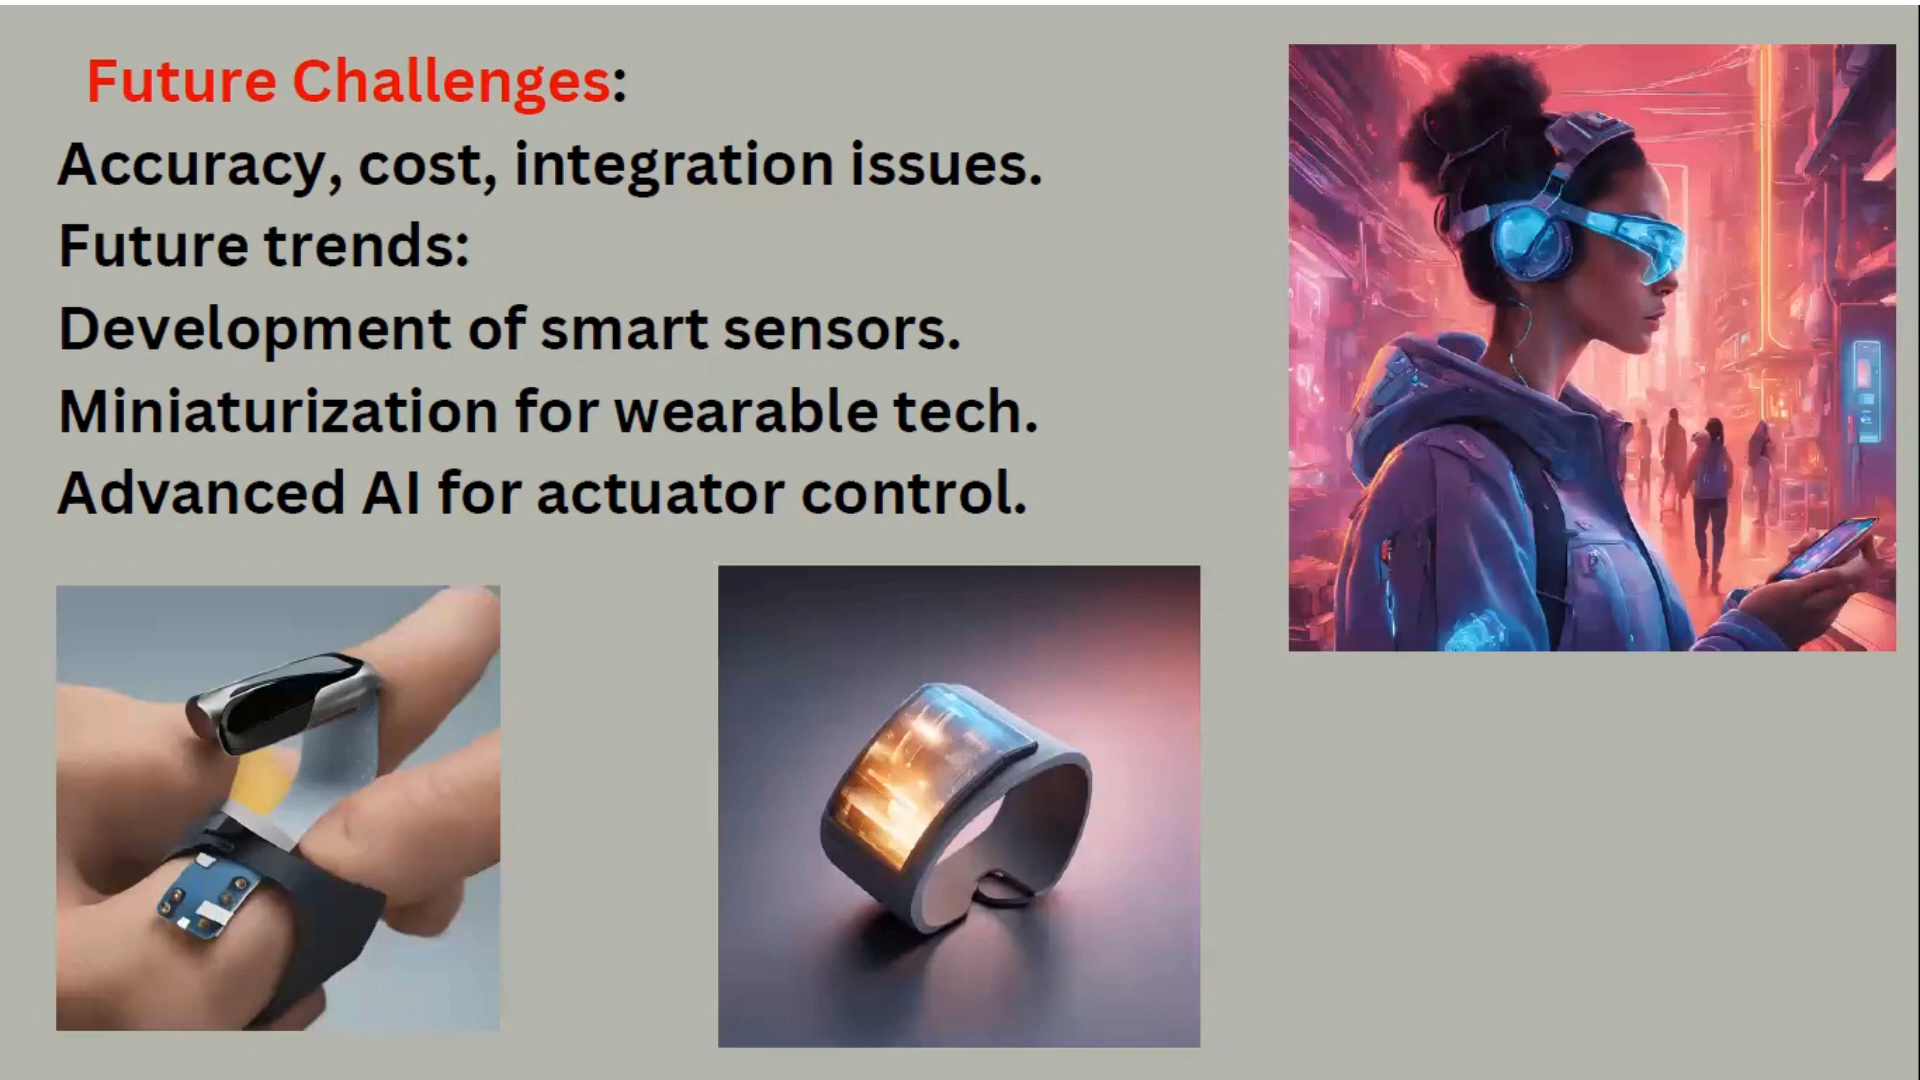 Future Challenges:
Accuracy, cost, integration issues.
Future trends:
Development of smart sensors.
Miniaturization for wearable tech.
Advanced AI for actuator control.